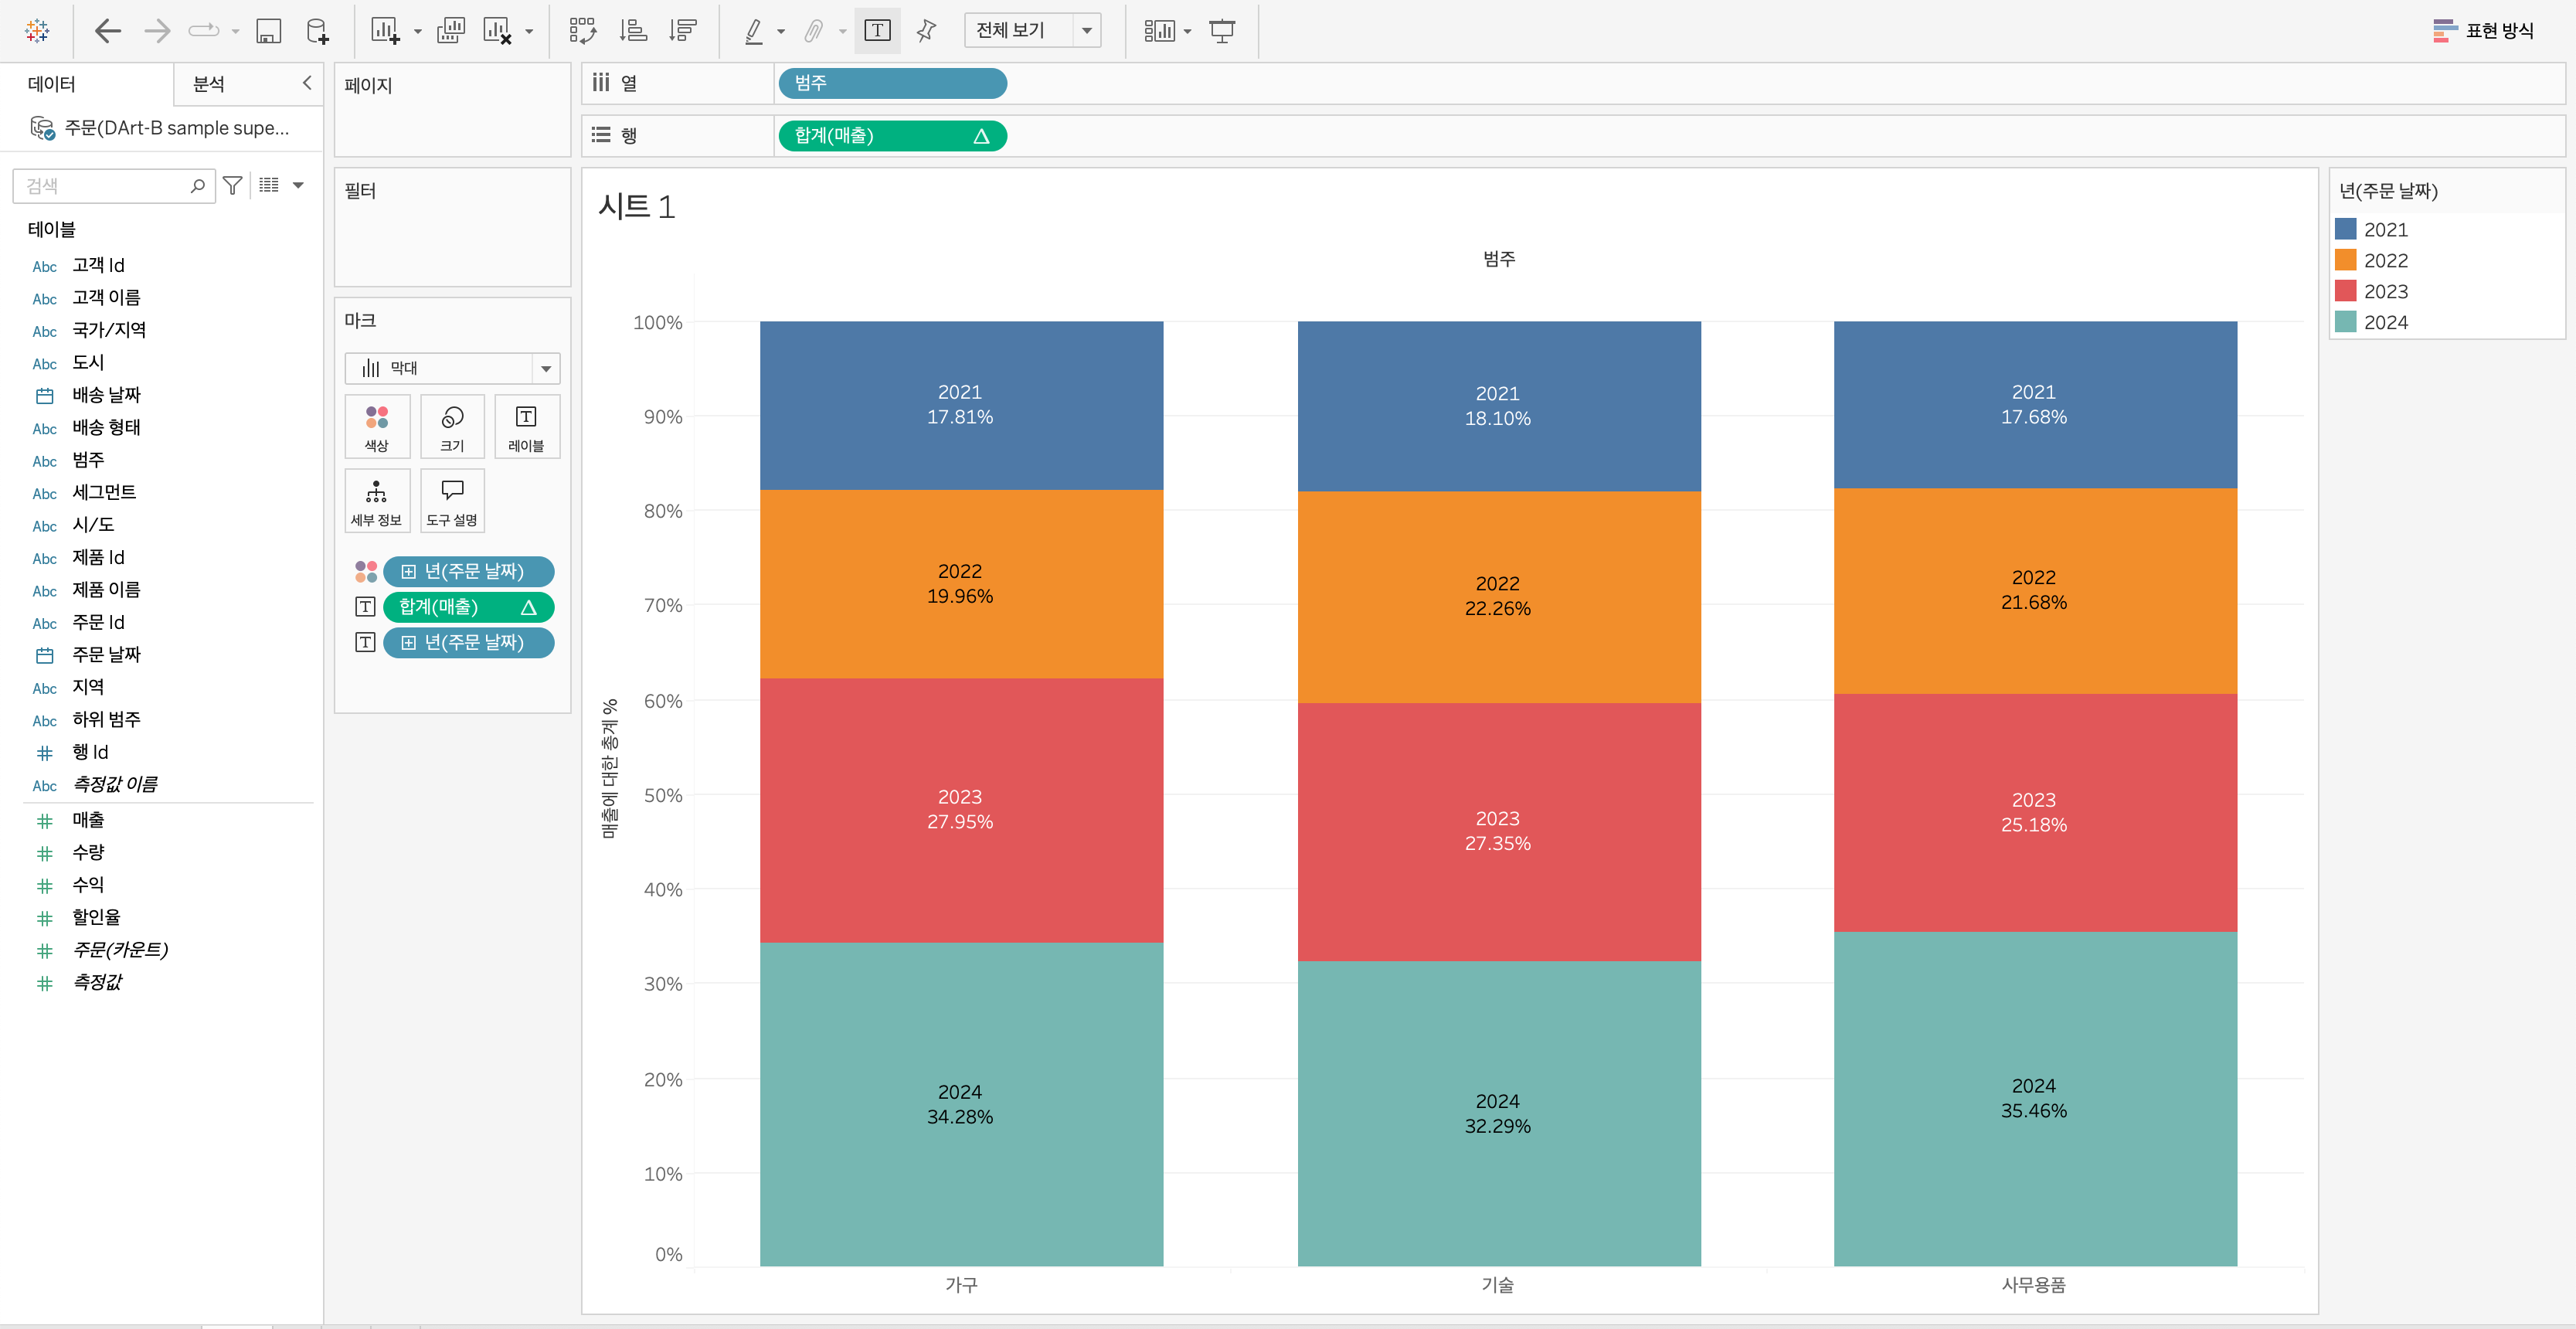 전체 보기
표현 방식
데이터
분석
주문(DArt-B sample supe...
검색
테이블
Abc 고객 Id
Abc 고객 이름
Abc 국가/지역
Abc 도시
배송 날짜
Abc 배송 형태
Abc 범주
Abc 세그먼트
Abc 시/도
Abc 제품 Id
Abc 제품 이름
Abc 주문 Id
주문 날짜
Abc 지역
Abc 하위 범주
행 Id
Abc 측정값 이름
매출
수량
수익
할인율
주문(카운트)
측정값
페이지
필터
마크
막대
색상
크기
레이블
세부 정보
도구 설명
년(주문 날짜)
합계(매출)
년(주문 날짜)
열
범주
행
합계(매출)
시트 1
범주
매출에 대한 총계 %
100%
90%
80%
70%
60%
50%
40%
30%
20%
10%
0%
2021
17.81%
2022
19.96%
2023
27.95%
2024
34.28%
2021
18.10%
2022
22.26%
2023
27.35%
2024
32.29%
2021
17.68%
2022
21.68%
2023
25.18%
2024
35.46%
가구
기술
사무용품
년(주문 날짜)
2021
2022
2023
2024